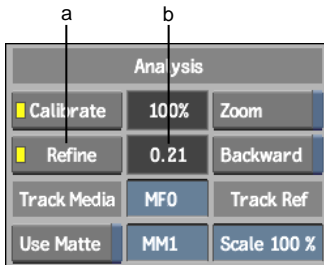 a b
Analysis
Calibrate 100% Zoom
Refine 0.21 Backward
Track Media MF0 Track Ref
Use Matte MM1 Scale 100 %